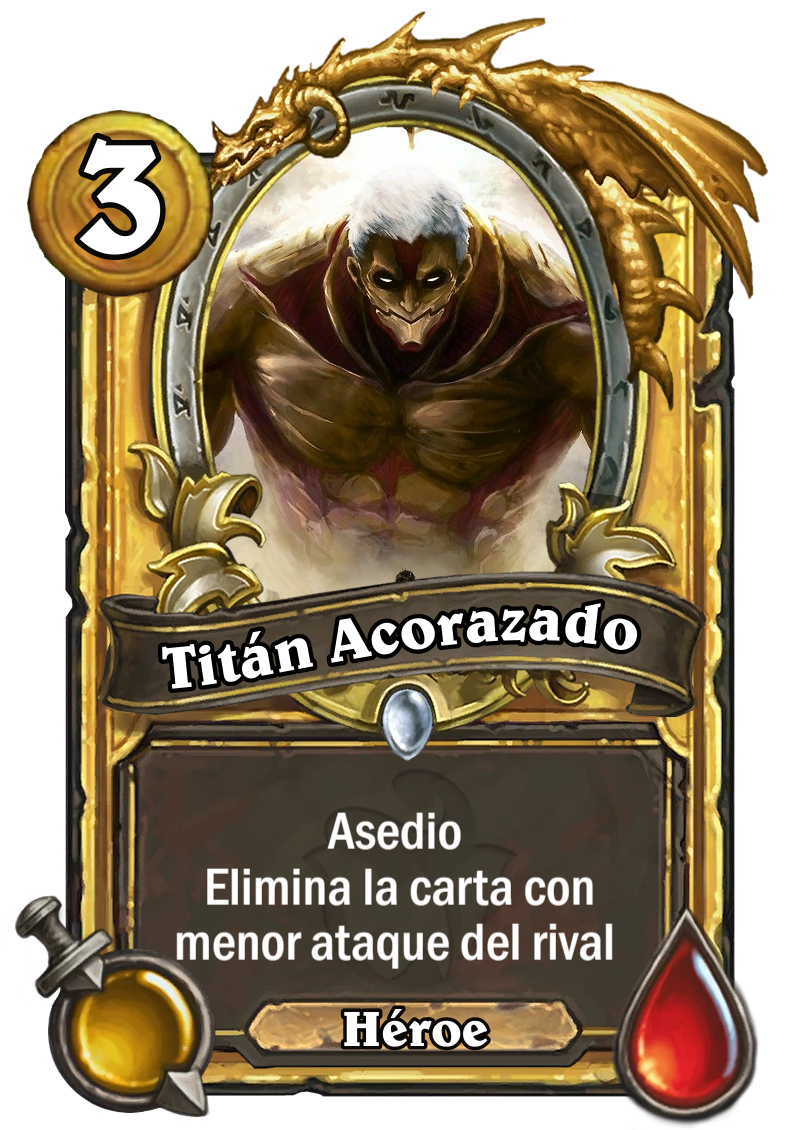 3
Titán Acorazado
Asedio
Elimina la carta con
menor ataque del rival
Héroe